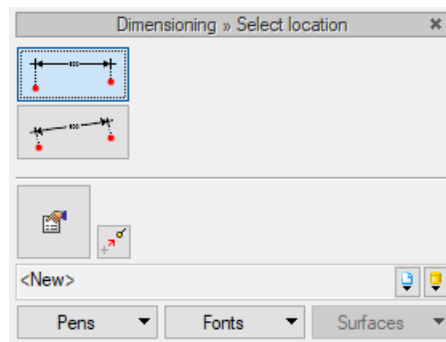 Dimensioning » Select location
<New>
Pens
Fonts
Surfaces